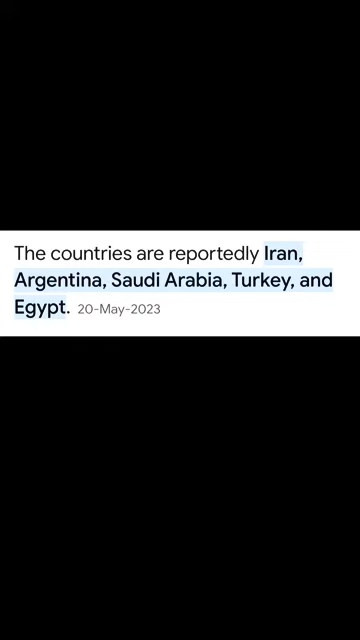 The countries are reportedly Iran,
Argentina, Saudi Arabia, Turkey, and
Egypt. 20-May-2023